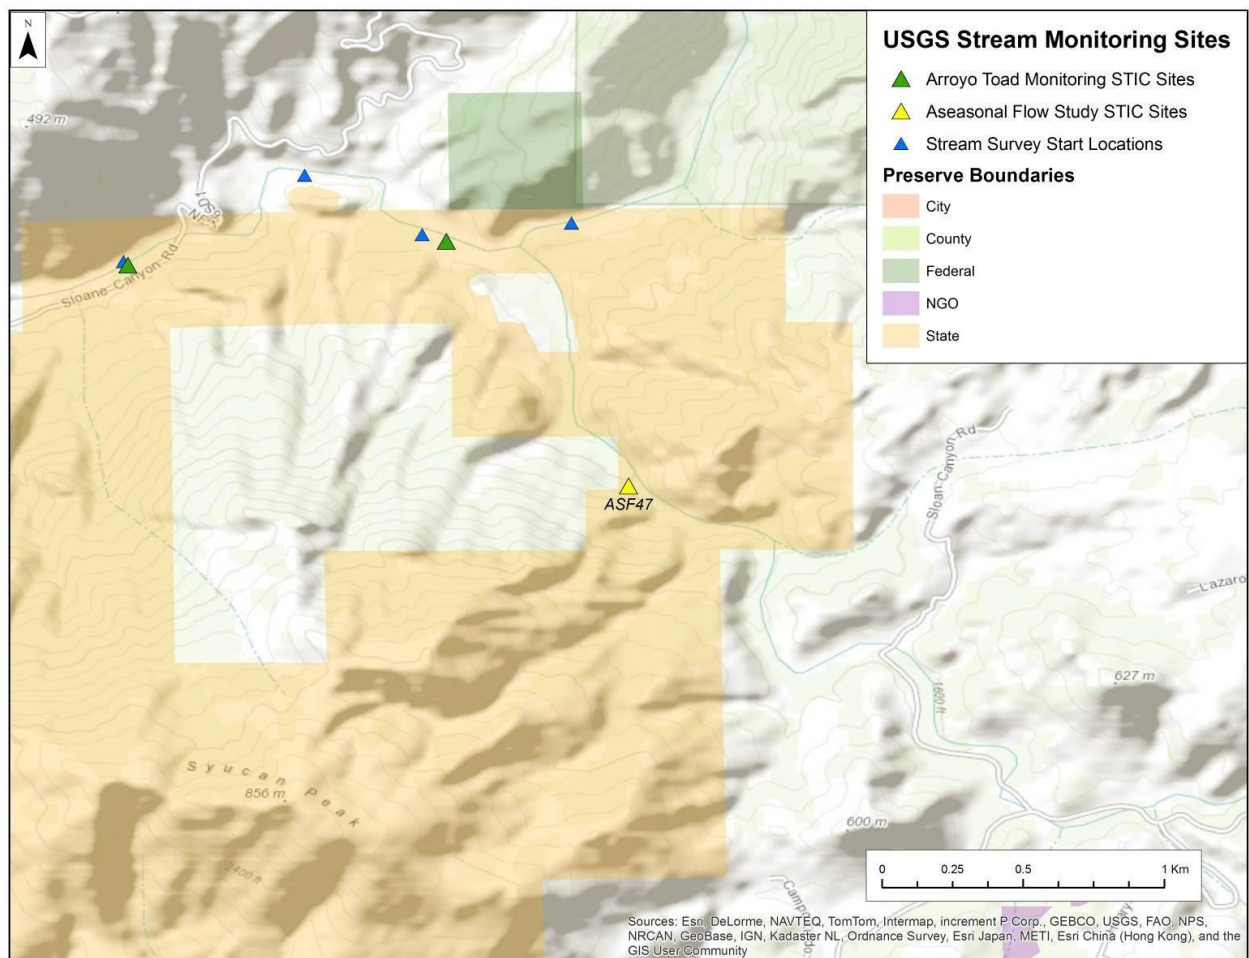 N
USGS Stream Monitoring Sites
Arroyo Toad Monitoring STIC Sites
Aseasonal Flow Study STIC Sites
Stream Survey Start Locations
Preserve Boundaries
City
County
Federal
NGO
State
492 m
Sloane Canyon Rd
ASF47
Sloan Canyon Rd
Lazaro
1600 ft
627 m
Syucan Peak
856 m
2400 ft
600 m
0 0.25 0.5 1 Km
Sources: Esri, DeLorme, NAVTEQ, TomTom, Intermap, increment P Corp., GEBCO, USGS, FAO, NPS,
NRCAN, GeoBase, IGN, Kadaster NL, Ordnance Survey, Esri Japan, METI, Esri China (Hong Kong), and the
GIS User Community